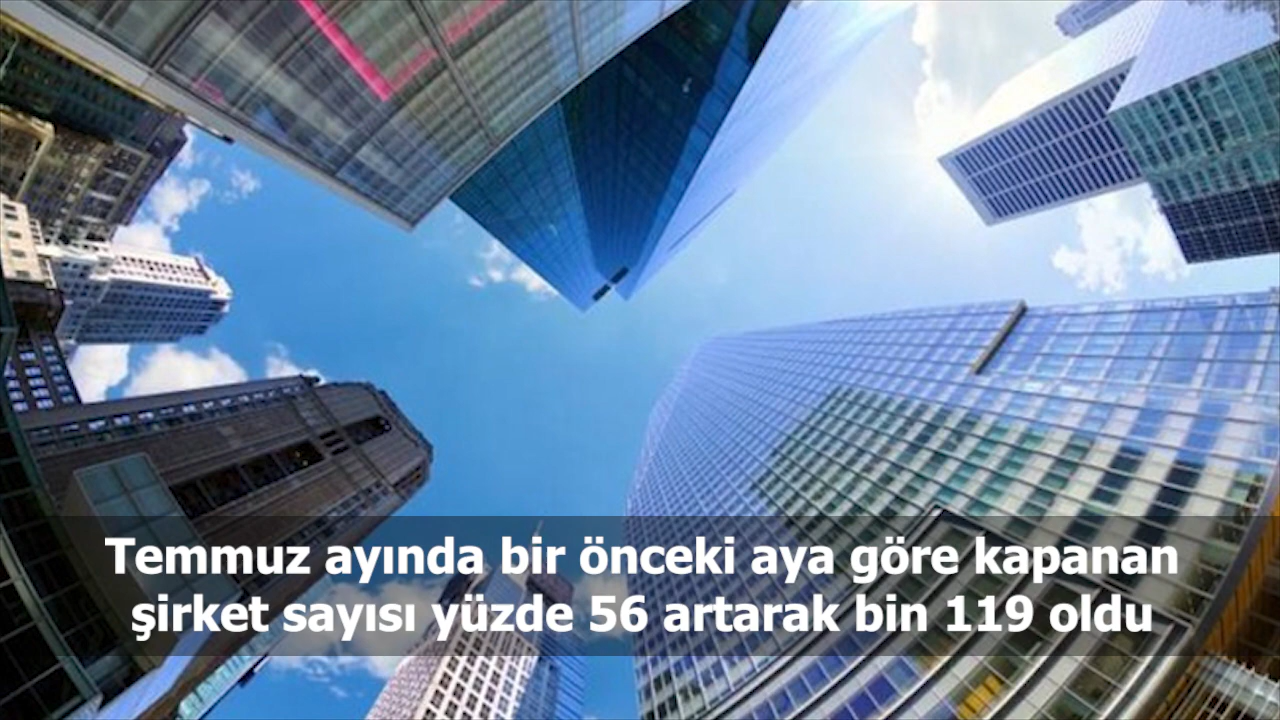 Temmuz ayında bir önceki aya göre kapanan
şirket sayısı yüzde 56 artarak bin 119 oldu